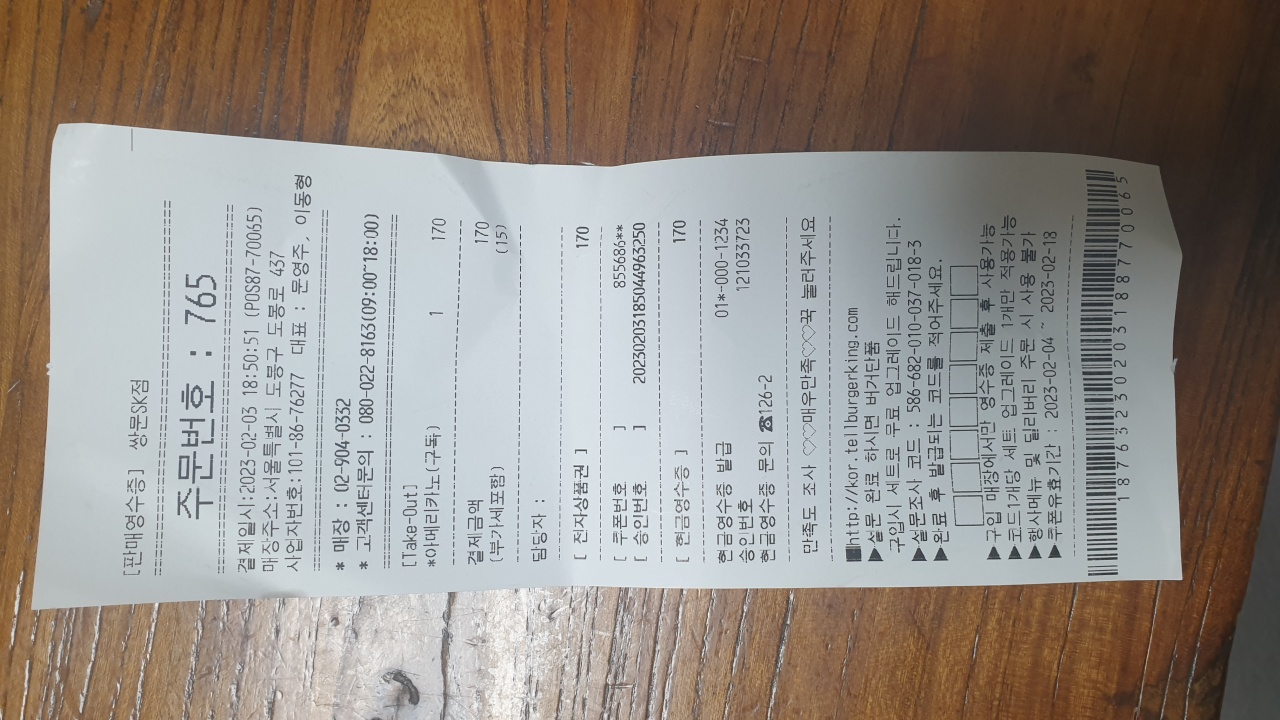 [판매영수증] 쌍문SK점
주문번호 : 765
결제일시:2023-02-03 18:50:51 (POS87-70065)
매장주소:서울특별시 도봉구 도봉로 437
사업자번호:101-86-76277 대표 : 문영주, 이동형
* 매장 : 02-904-0332
* 고객센터문의 : 080-022-8163(09:00~18:00)
[Take-Out]
*아메리카노(구독) 1 170
결제금액 170
(부가세포함) (15)
담당자 :
[ 전자상품권 ] 170
[ 쿠폰번호 ] 855686**
[ 승인번호 ] 20230203185044963250
[ 현금영수증 ] 170
현금영수증 발급 01*-000-1234
승인번호 121033723
현금영수증 문의 ☎126-2
만족도 조사 ♡♡매우만족♡♡꾹 눌러주세요
■http://kor.tellburgerking.com
▶설문 완료 하시면 버거단품
구입시 세트로 무료 업그레이드 해드립니다.
▶설문조사 코드 : 586-682-010-037-018-3
▶완료 후 발급되는 코드를 적어주세요.
▶구입 매장에서만 영수증 제출 후 사용가능
▶코드1개당 세트 업그레이드 1개만 적용가능
▶행사메뉴 및 딜리버리 주문 시 사용 불가
▶쿠폰유효기간 : 2023-02-04 ~ 2023-02-18
18763230203188770065